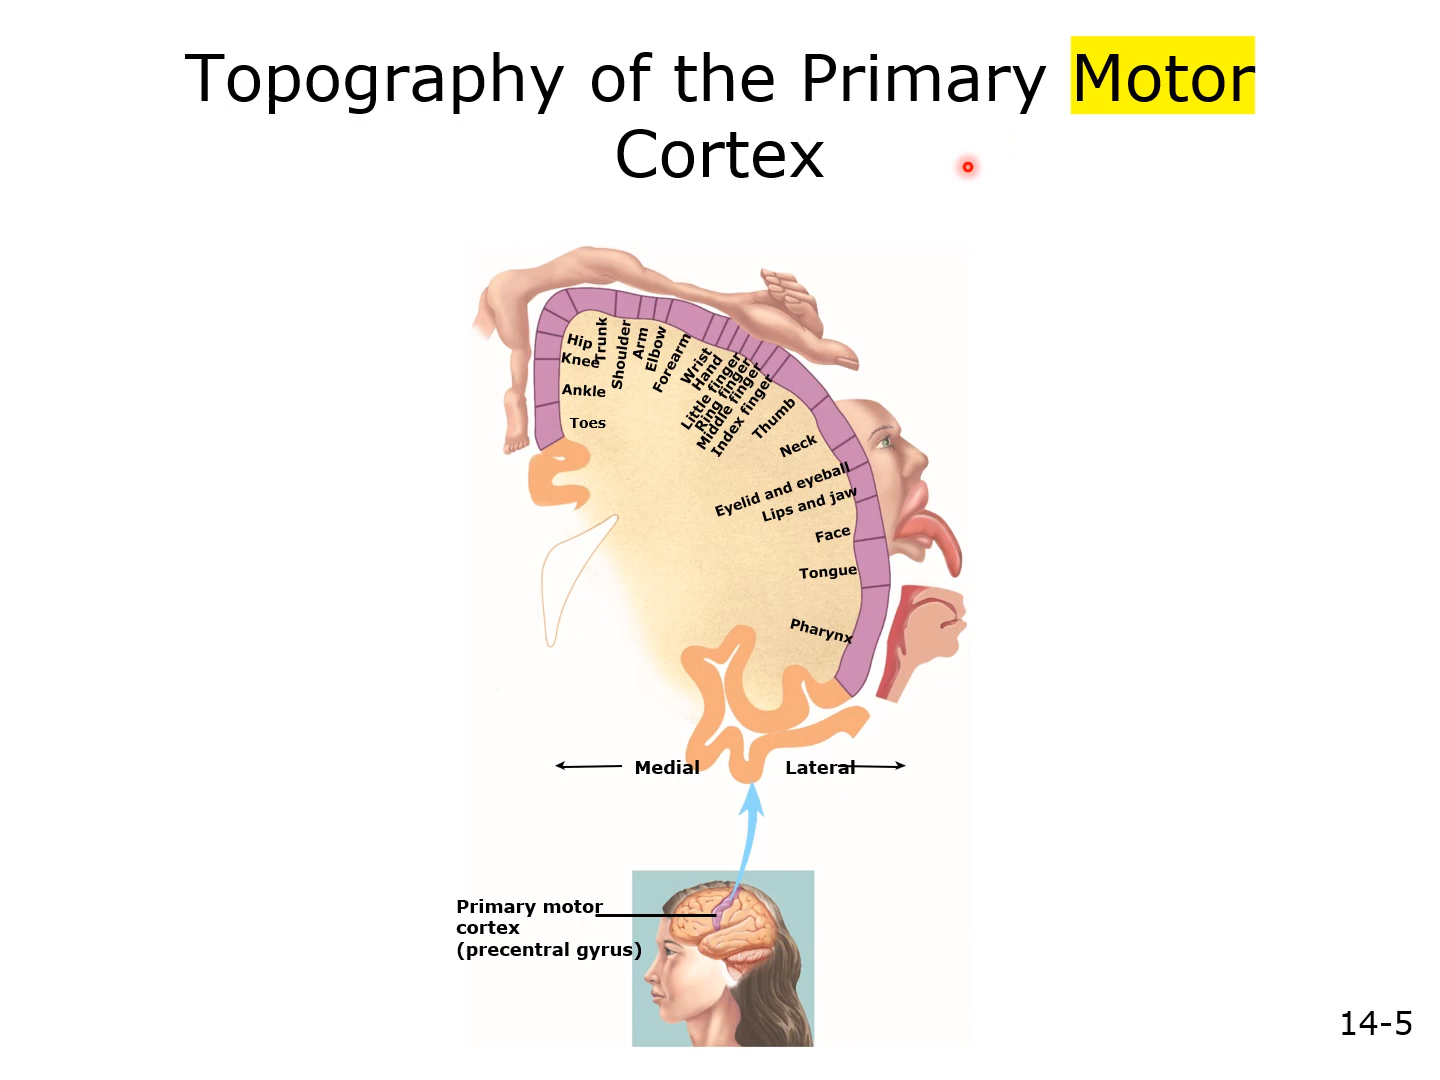 Topography of the Primary Motor
Cortex
Hip
Trunk
Knee
Shoulder
Arm
Elbow
Forearm
Wrist
Hand
Little finger
Ring finger
Middle finger
Index finger
Thumb
Ankle
Toes
Neck
Eyelid and eyeball
Lips and jaw
Face
Tongue
Pharynx
Medial
Lateral
Primary motor
cortex
(precentral gyrus)
14-5